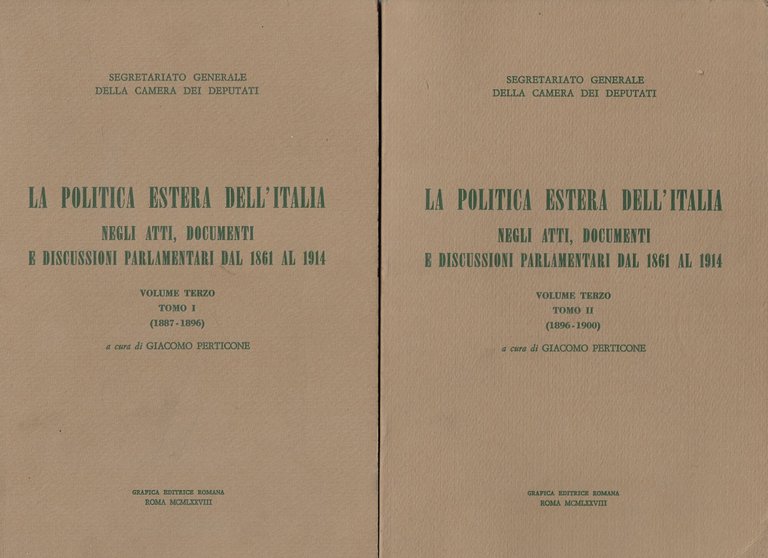 SEGRETARIATO GENERALE
DELLA CAMERA DEI DEPUTATI
LA POLITICA ESTERA DELL'ITALIA
NEGLI ATTI, DOCUMENTI
E DISCUSSIONI PARLAMENTARI DAL 1861 AL 1914
VOLUME TERZO
TOMO I
(1887-1896)
a cura di GIACOMO PERTICONE
GRAFICA EDITRICE ROMANA
ROMA MCMLXXVIII
SEGRETARIATO GENERALE
DELLA CAMERA DEI DEPUTATI
LA POLITICA ESTERA DELL'ITALIA
NEGLI ATTI, DOCUMENTI
E DISCUSSIONI PARLAMENTARI DAL 1861 AL 1914
VOLUME TERZO
TOMO II
(1896-1900)
a cura di GIACOMO PERTICONE
GRAFICA EDITRICE ROMANA
ROMA MCMLXXVIII